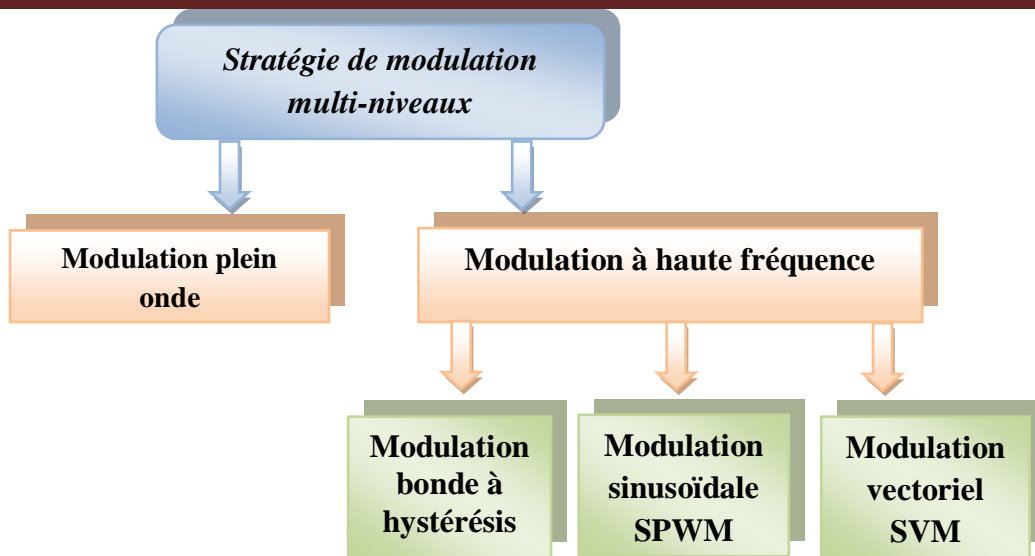 Stratégie de modulation
multi-niveaux
Modulation plein
onde
Modulation à haute fréquence
Modulation
bonde à
hystérésis
Modulation
sinusoïdale
SPWM
Modulation
vectoriel
SVM